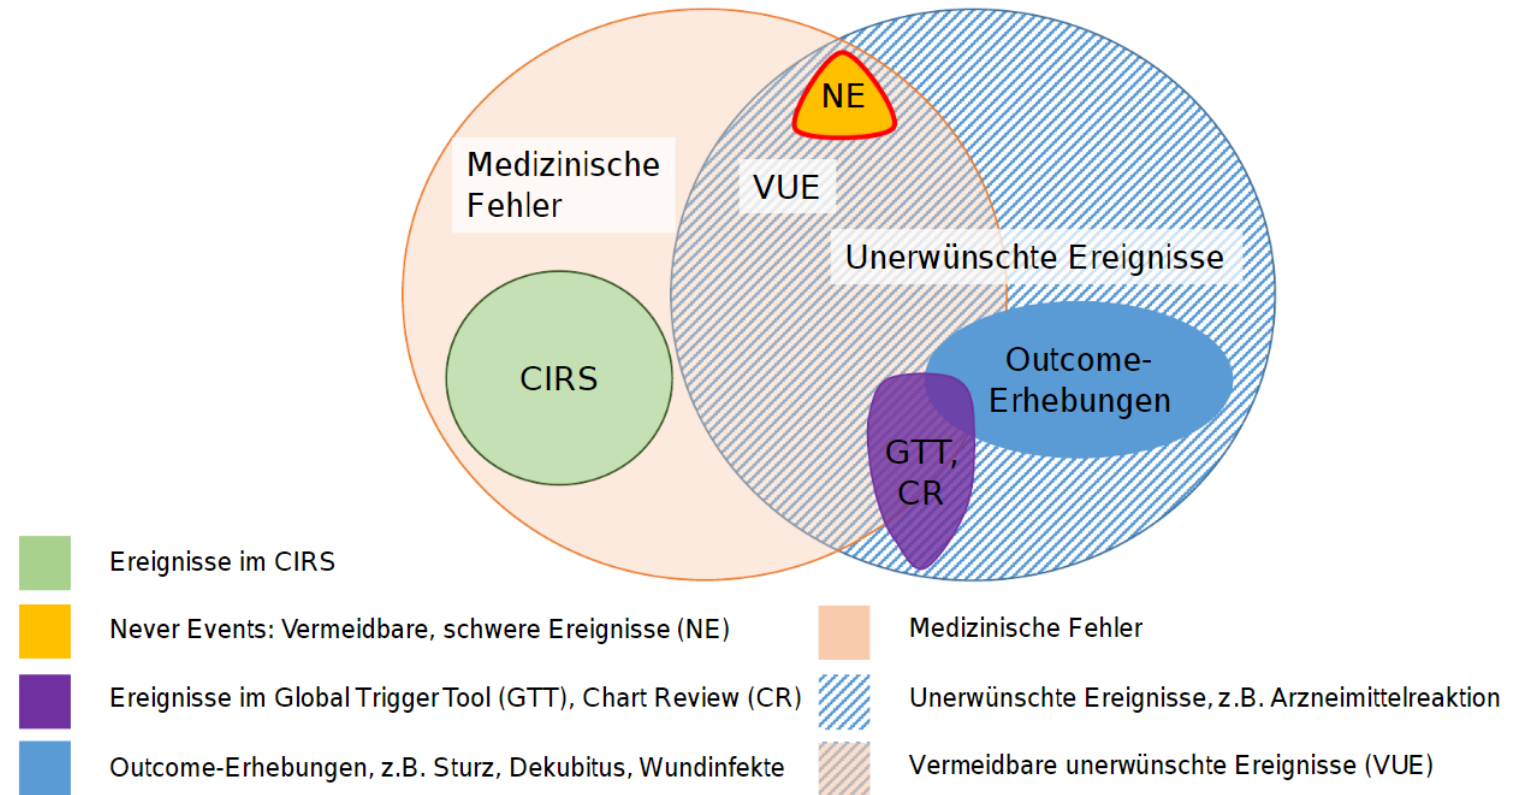 NE
Medizinische
Fehler
VUE
Unerwünschte Ereignisse
CIRS
Outcome-
Erhebungen
GTT,
CR
Ereignisse im CIRS
Never Events: Vermeidbare, schwere Ereignisse (NE)
Ereignisse im Global Trigger Tool (GTT), Chart Review (CR)
Outcome-Erhebungen, z.B. Sturz, Dekubitus, Wundinfekte
Medizinische Fehler
Unerwünschte Ereignisse, z.B. Arzneimittelreaktion
Vermeidbare unerwünschte Ereignisse (VUE)